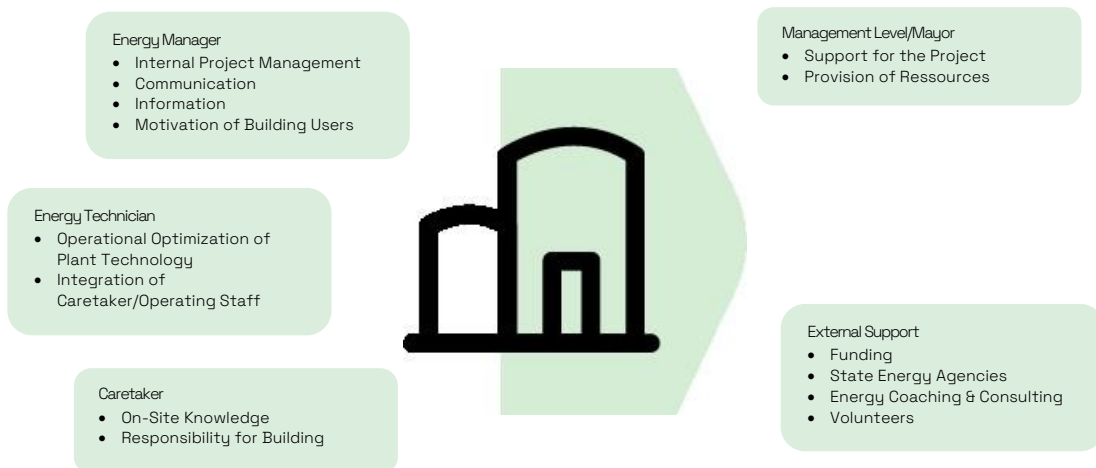 Energy Manager
• Internal Project Management
• Communication
• Information
• Motivation of Building Users
Energy Technician
• Operational Optimization of
Plant Technology
• Integration of
Caretaker/Operating Staff
Caretaker
• On-Site Knowledge
• Responsibility for Building
Management Level/Mayor
• Support for the Project
• Provision of Ressources
External Support
• Funding
• State Energy Agencies
• Energy Coaching & Consulting
• Volunteers